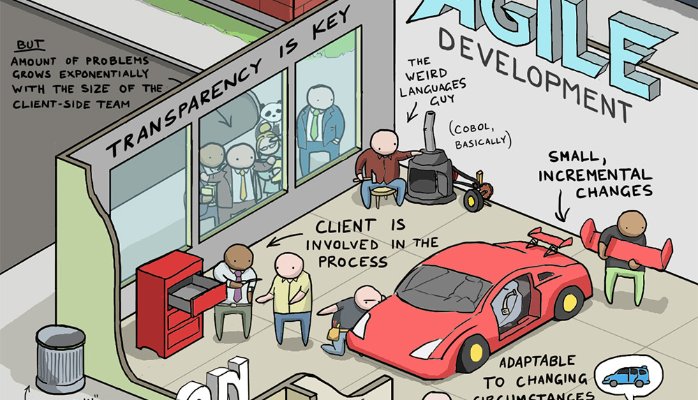 AGILE
DEVELOPMENT
TRANSPARENCY IS KEY
BUT
AMOUNT OF PROBLEMS
GROWS EXPONENTIALLY
WITH THE SIZE OF THE
CLIENT-SIDE TEAM
THE
WEIRD
LANGUAGES
GUY
(COBOL,
BASICALLY)
SMALL,
INCREMENTAL
CHANGES
CLIENT IS
INVOLVED IN THE
PROCESS
ADAPTABLE
TO CHANGING
CIRCUMSTANCES